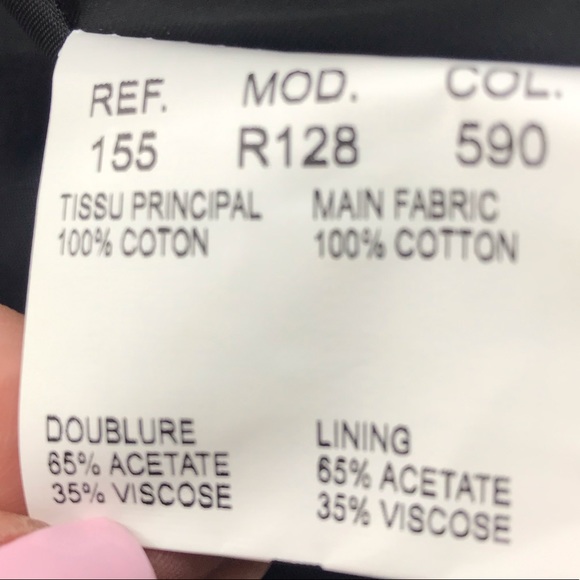 REF. MOD. COL.
155 R128 590
TISSU PRINCIPAL MAIN FABRIC
100% COTON 100% COTTON
DOUBLURE LINING
65% ACETATE 65% ACETATE
35% VISCOSE 35% VISCOSE